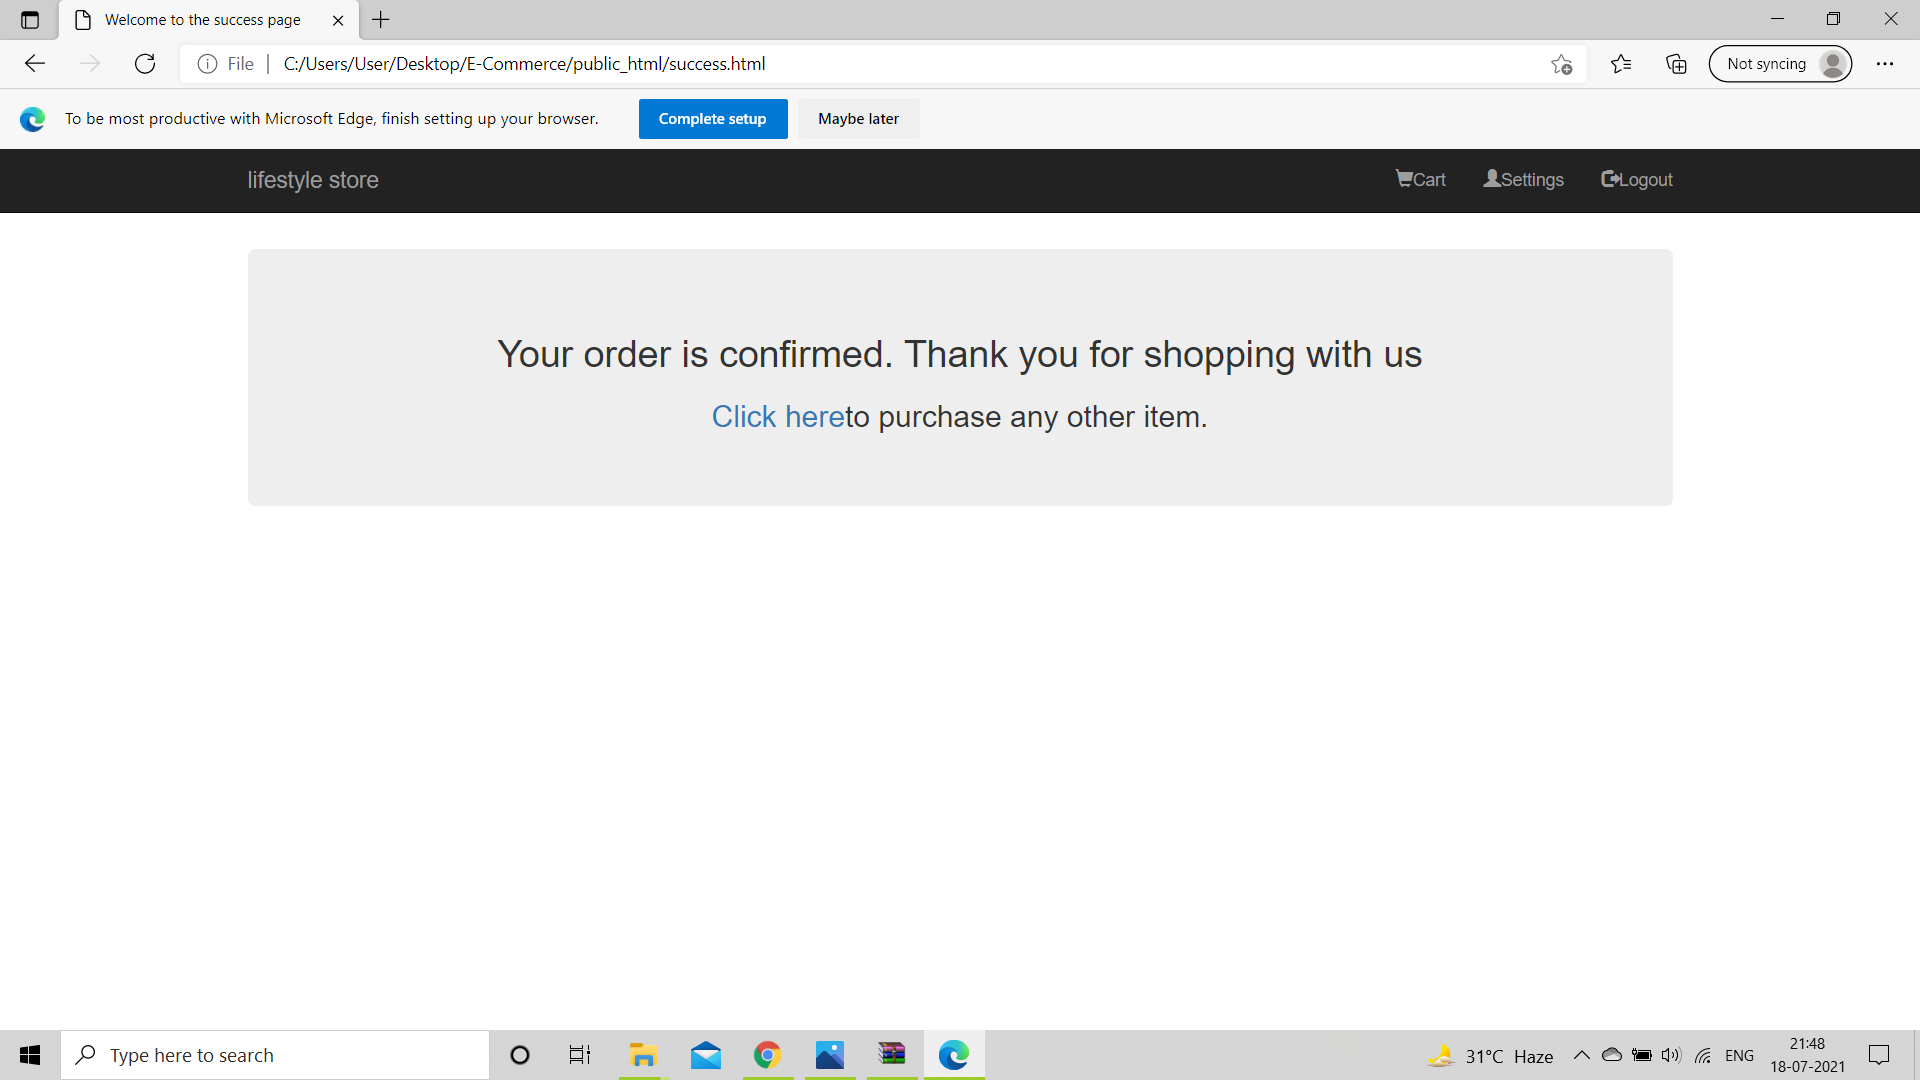 Welcome to the success page
File | C:/Users/User/Desktop/E-Commerce/public_html/success.html
Not syncing
To be most productive with Microsoft Edge, finish setting up your browser.
Complete setup
Maybe later
lifestyle store
Cart
Settings
Logout
Your order is confirmed. Thank you for shopping with us
Click hereto purchase any other item.
Type here to search
31°C Haze
ENG
21:48
18-07-2021